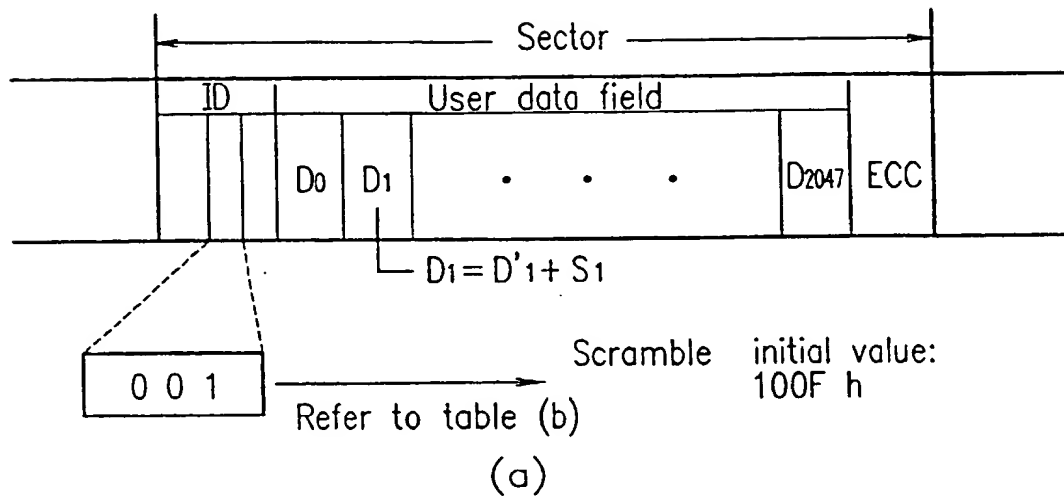 Sector
ID User data field
D0 D1 . . . D2047 ECC
D1=D'1+ S1
0 0 1
Refer to table (b)
Scramble initial value:
100F h
(a)